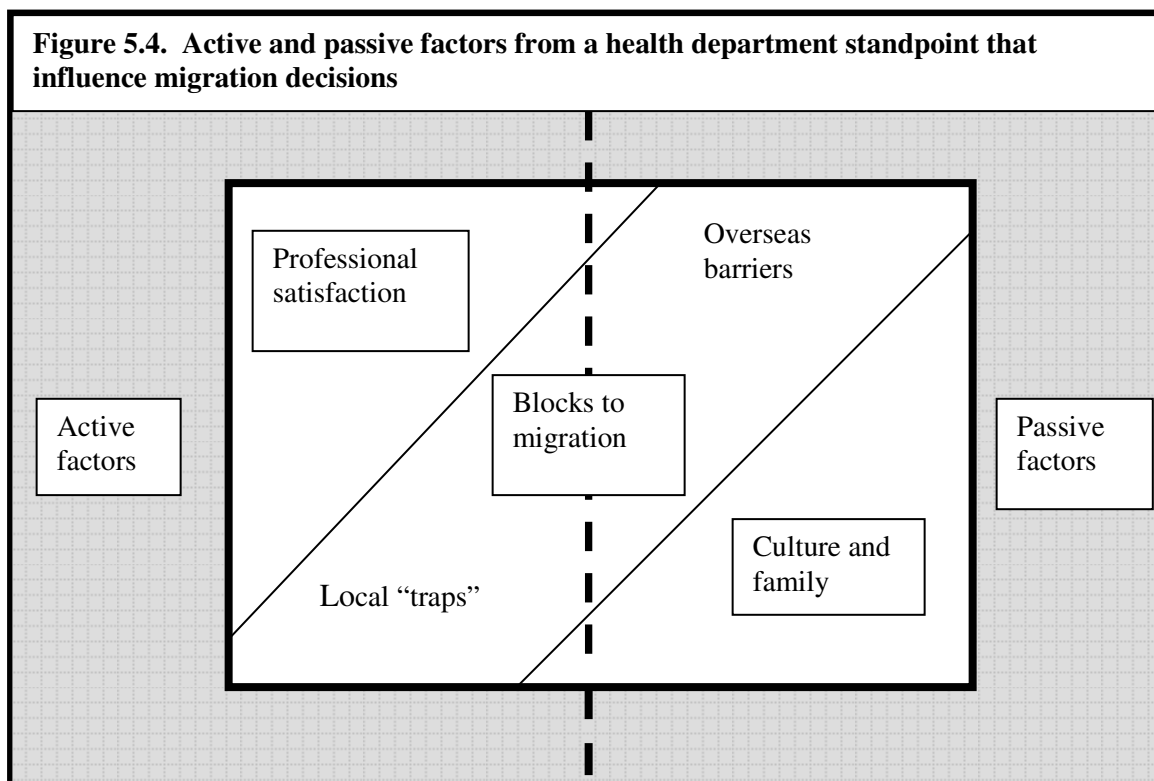 Figure 5.4. Active and passive factors from a health department standpoint that
influence migration decisions
Professional
satisfaction
Overseas
barriers
Active
factors
Blocks to
migration
Passive
factors
Culture and
family
Local “traps”